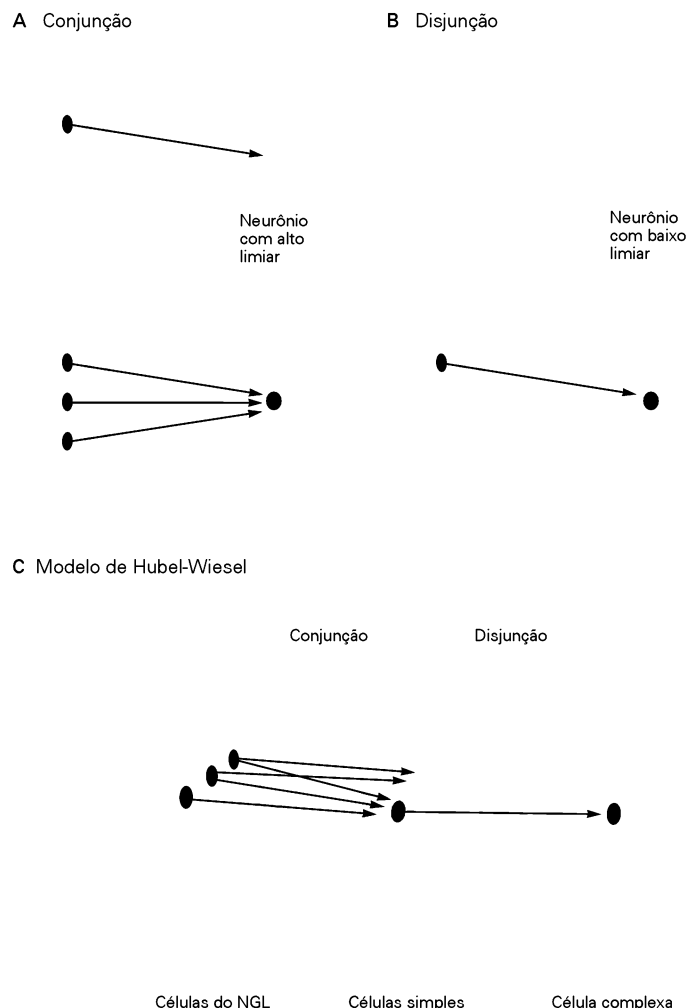 A Conjunção
B Disjunção
Neurônio
com alto
limiar
Neurônio
com baixo
limiar
C Modelo de Hubel-Wiesel
Conjunção
Disjunção
Células do NGL
Células simples
Célula complexa